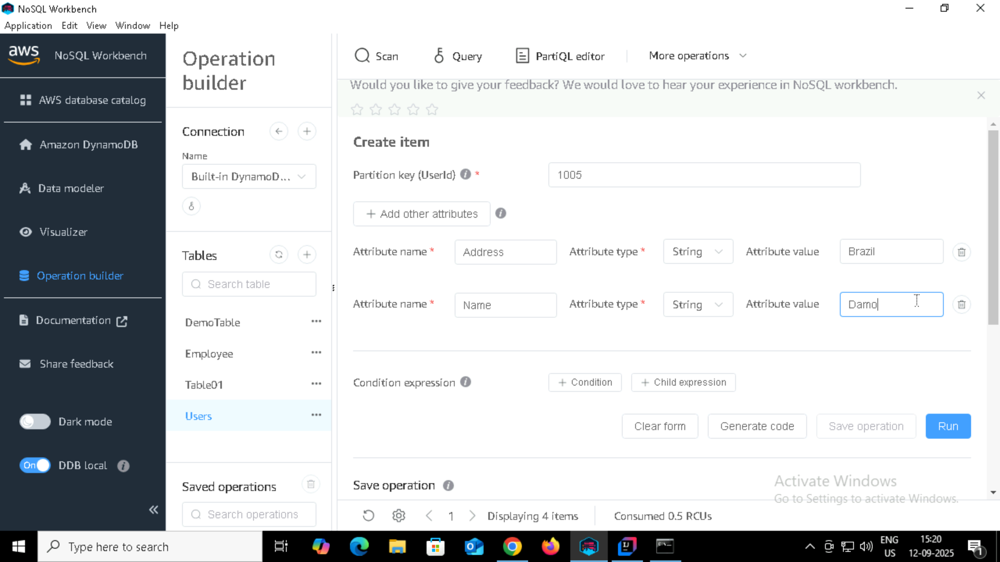 NoSQL Workbench
Application Edit View Window Help
aws NoSQL Workbench
AWS database catalog
Amazon DynamoDB
Data modeler
Visualizer
Operation builder
Documentation
Share feedback
Dark mode
On DDB local
Operation
builder
Connection
Name
Built-in DynamoD...
Tables
Search table
DemoTable
Employee
Table01
Users
Saved operations
Search operations
Scan Query PartiQL editor More operations
Would you like to give your feedback? We would love to hear your experience in NoSQL workbench.
Create item
Partition key (UserId) * 1005
+ Add other attributes
Attribute name * Address Attribute type * String Attribute value Brazil
Attribute name * Name Attribute type * String Attribute value Damo
Condition expression + Condition + Child expression
Clear form Generate code Save operation Run
Save operation
Activate Windows
Go to Settings to activate Windows.
1 Displaying 4 items Consumed 0.5 RCUs
Type here to search
ENG
US
15:20
12-09-2025
1